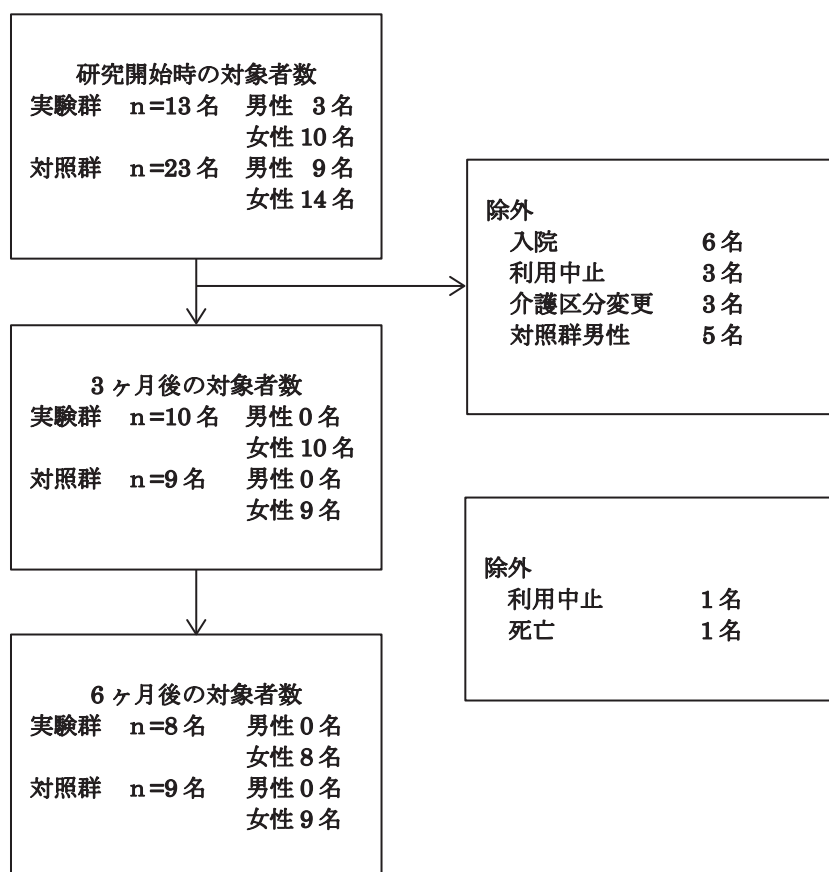 研究開始時の対象者数
実験群 n=13名 男性 3名
女性 10名
対照群 n=23名 男性 9名
女性 14名
除外
入院 6名
利用中止 3名
介護区分変更 3名
対照群男性 5名
3ヶ月後の対象者数
実験群 n=10名 男性 0名
女性 10名
対照群 n=9名 男性 0名
女性 9名
除外
利用中止 1名
死亡 1名
6ヶ月後の対象者数
実験群 n=8名 男性 0名
女性 8名
対照群 n=9名 男性 0名
女性 9名